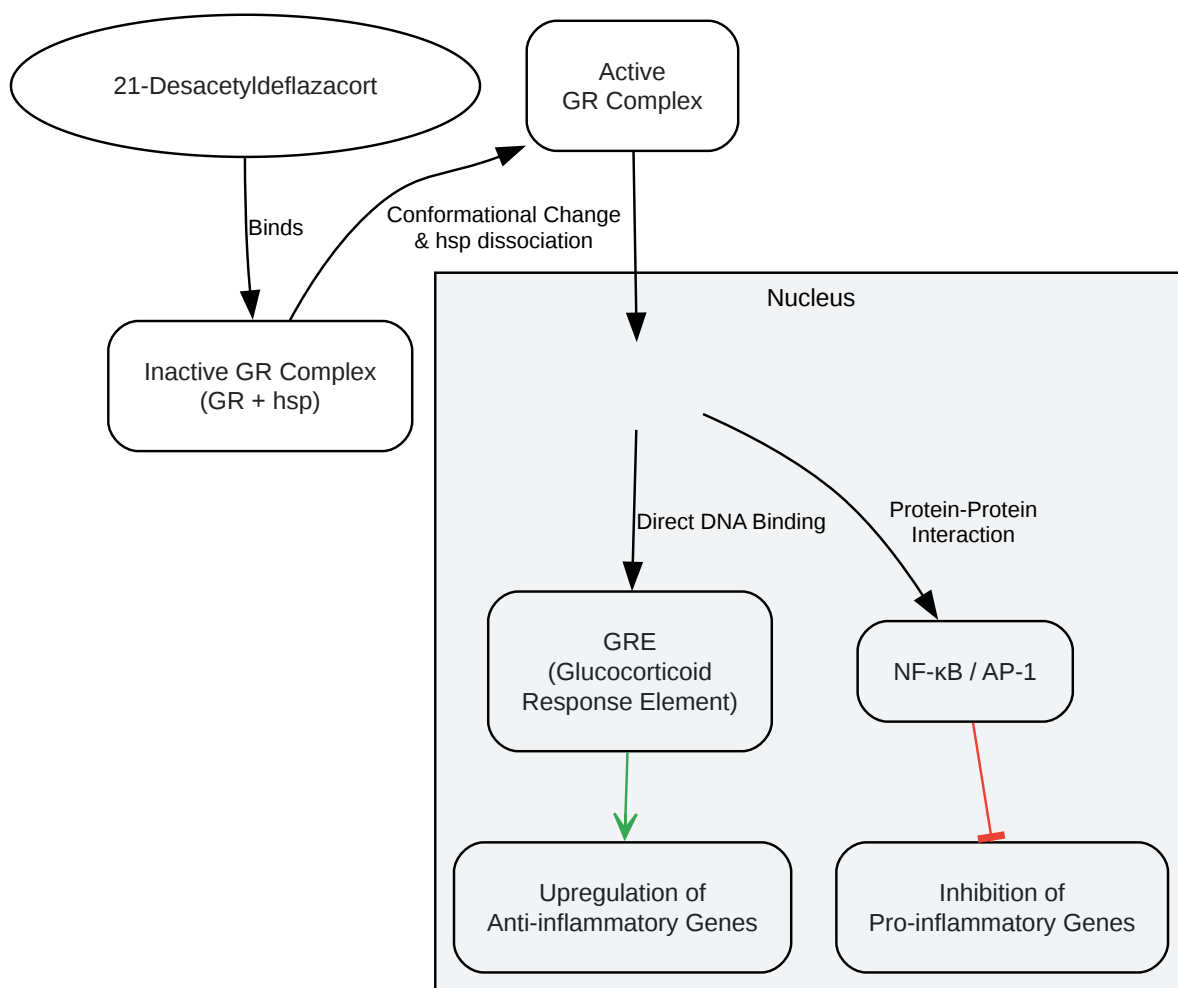 21-Desacetyldeflazacort
Active
GR Complex
Binds
Conformational Change
& hsp dissociation
Inactive GR Complex
(GR + hsp)
Nucleus
Direct DNA Binding
Protein-Protein
Interaction
GRE
(Glucocorticoid
Response Element)
NF-κB / AP-1
Upregulation of
Anti-inflammatory Genes
Inhibition of
Pro-inflammatory Genes